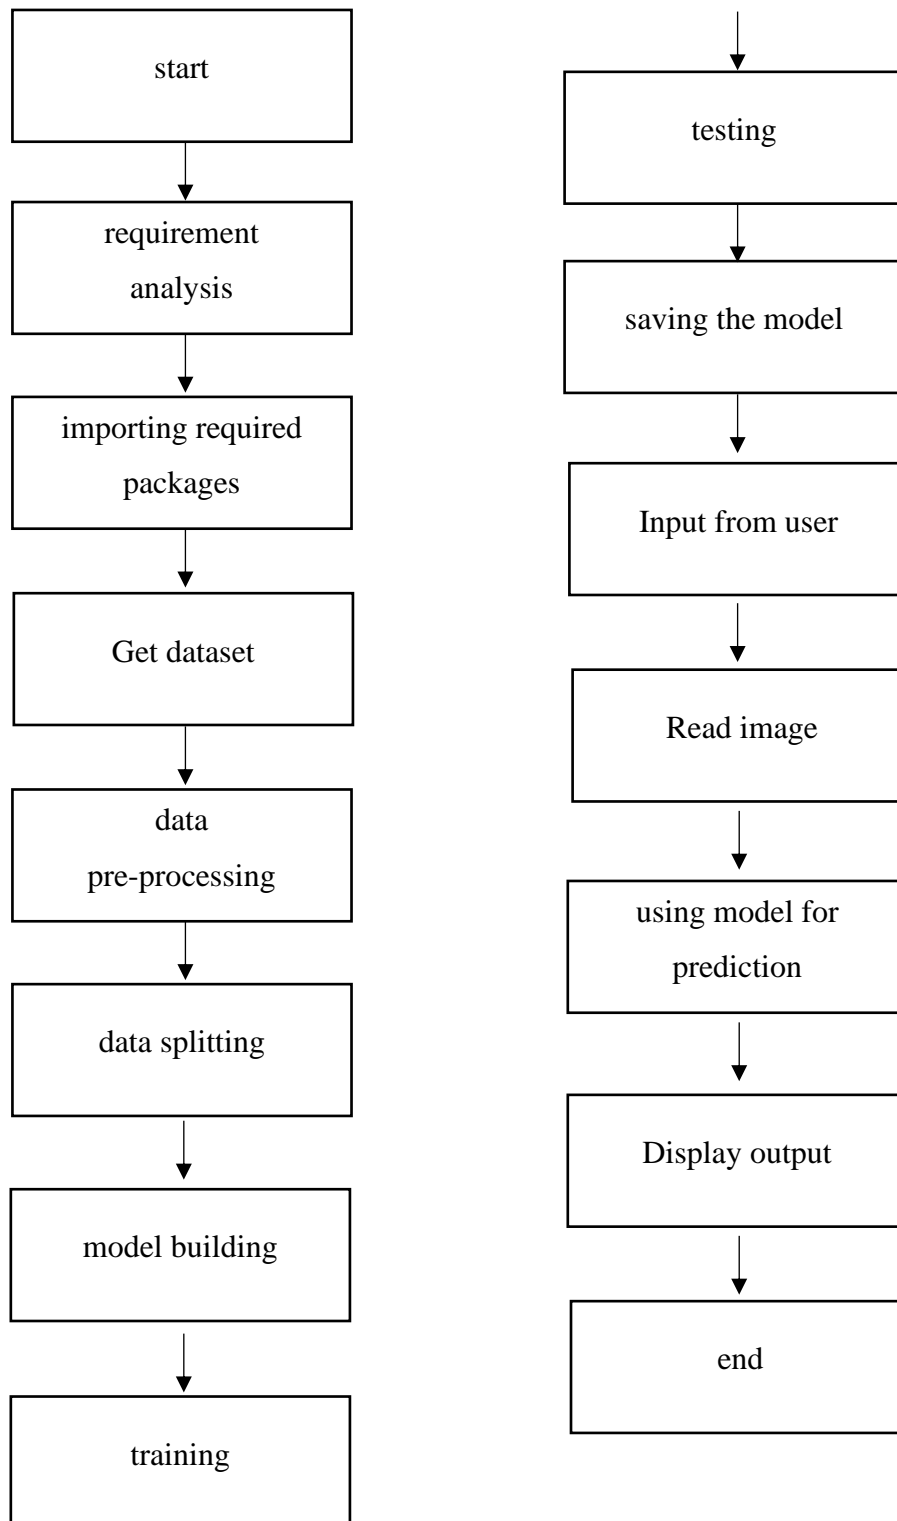 start
requirement
analysis
importing required
packages
Get dataset
data
pre-processing
data splitting
model building
training
testing
saving the model
Input from user
Read image
using model for
prediction
Display output
end